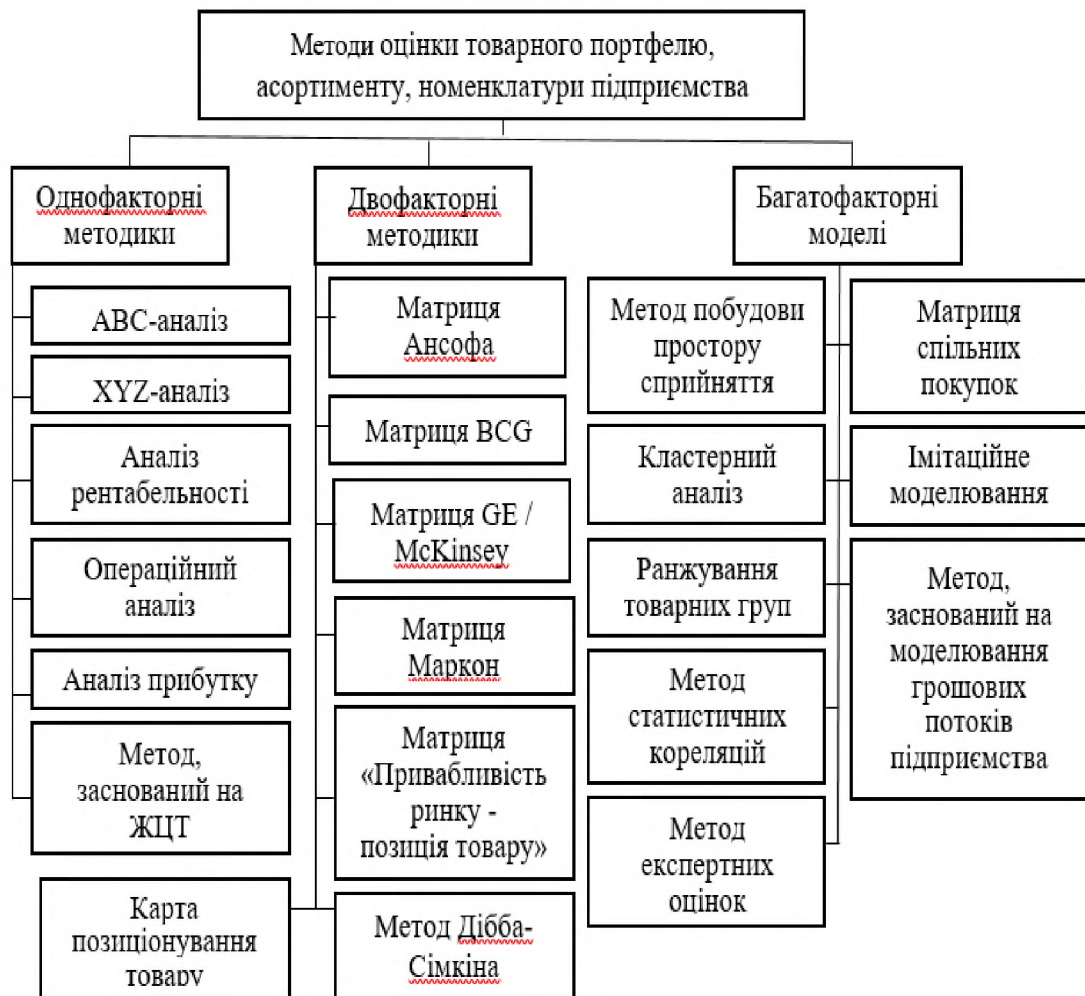 Методи оцінки товарного портфелю,
асортименту, номенклатури підприємства
Однофакторні
методики
АВС-аналіз
XYZ-аналіз
Аналіз
рентабельності
Операційний
аналіз
Аналіз прибутку
Метод,
заснований на
ЖЦТ
Двофакторні
методики
Матриця
Ансофа
Матриця BCG
Матриця GE /
McKinsey
Матриця
Маркон
Матриця
«Привабливість
ринку -
позиція товару»
Карта
позиціонування
товару
Метод Дібба-
Сімкіна
Багатофакторні
моделі
Метод побудови
простору
сприйняття
Кластерний
аналіз
Ранжування
товарних груп
Метод
статистичних
кореляцій
Метод
експертних
оцінок
Матриця
спільних
покупок
Імітаційне
моделювання
Метод,
заснований на
моделювання
грошових
потоків
підприємства